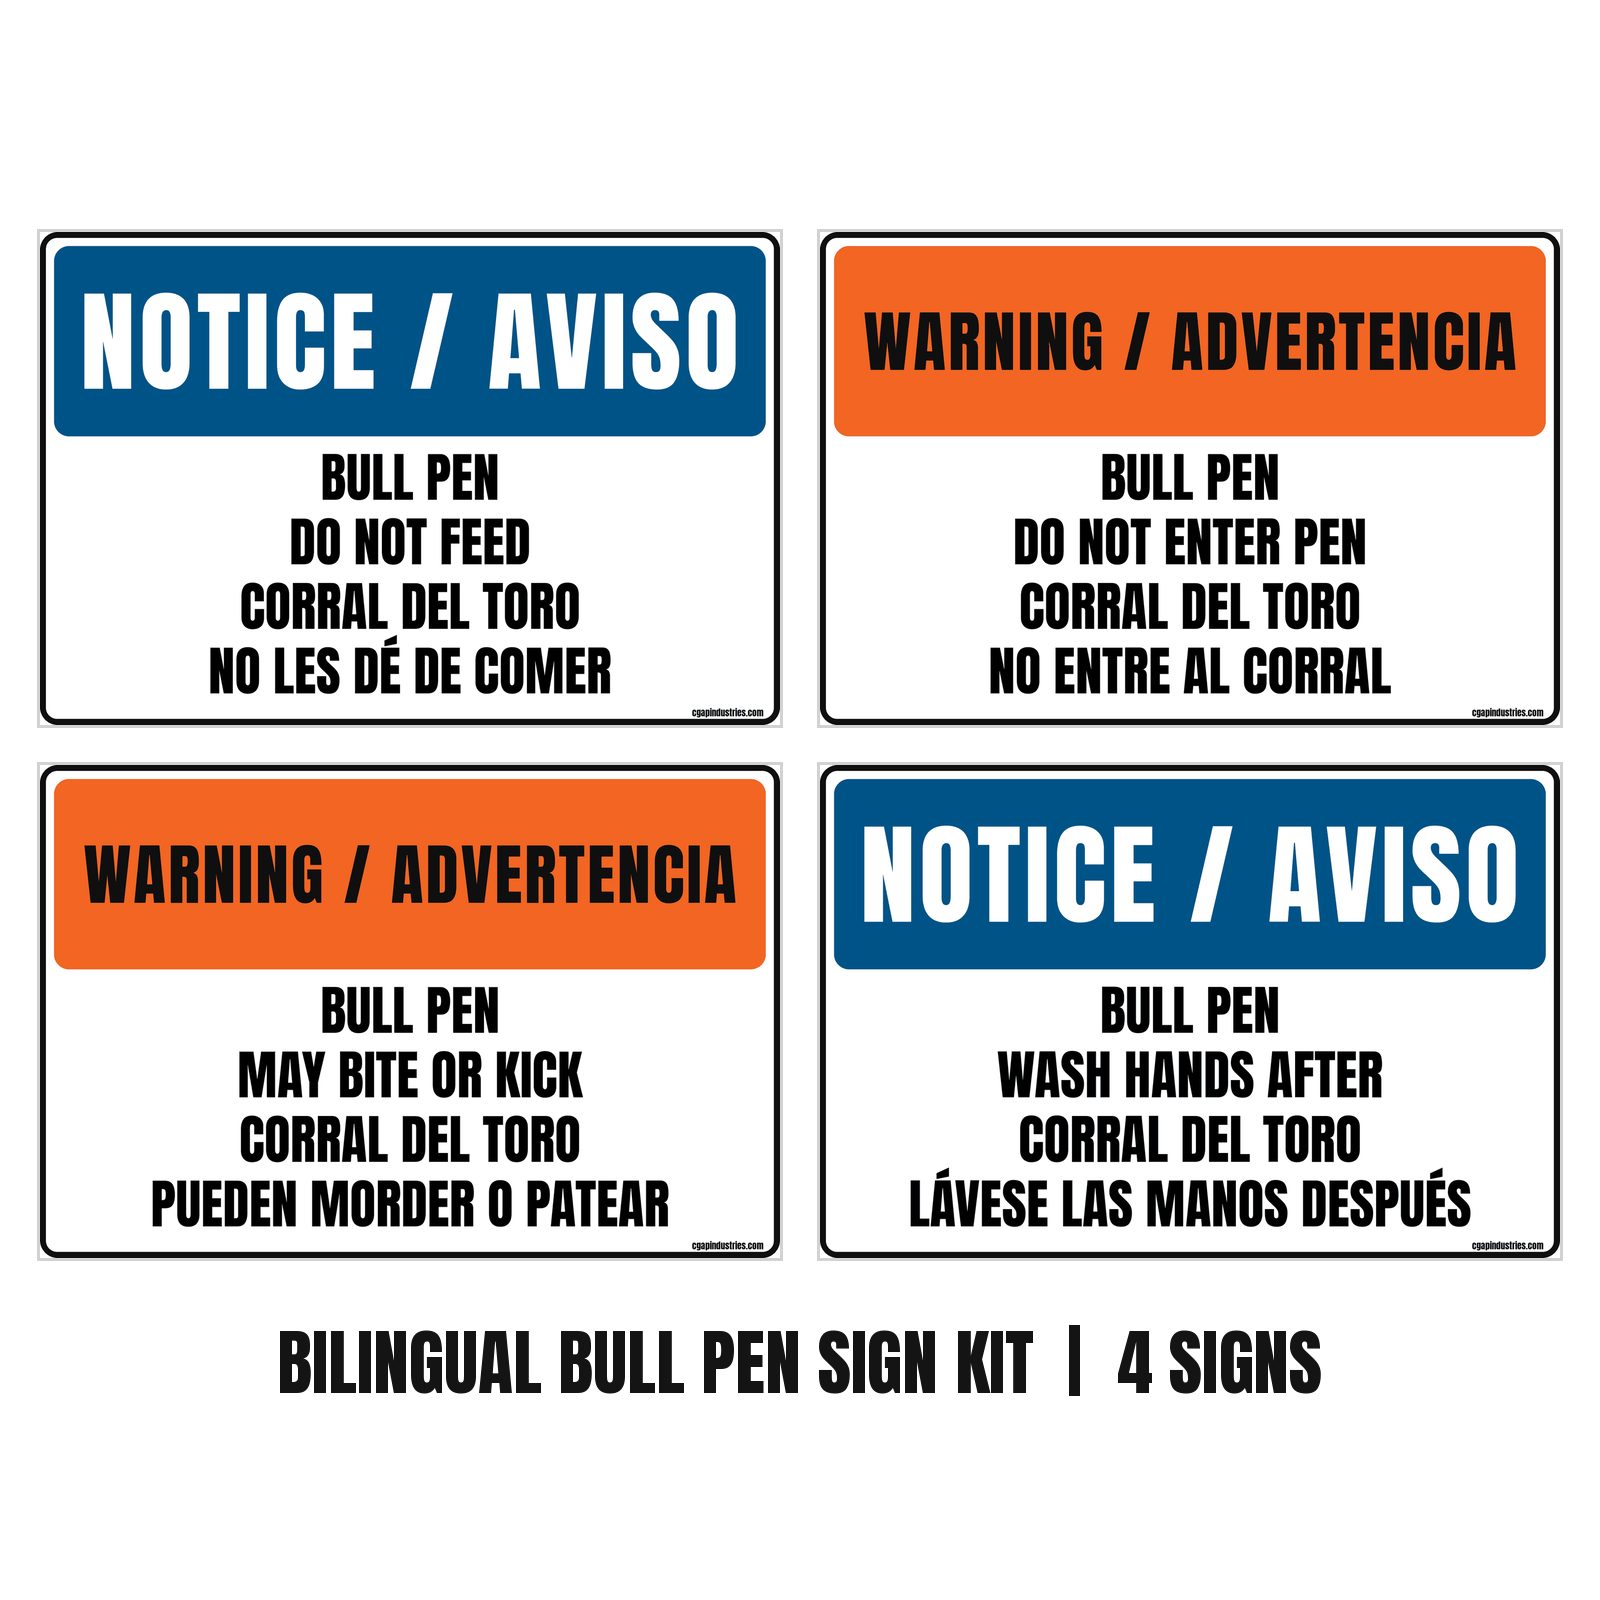 NOTICE / AVISO
BULL PEN
DO NOT FEED
CORRAL DEL TORO
NO LES DÉ DE COMER
cgapindustries.com
WARNING / ADVERTENCIA
BULL PEN
DO NOT ENTER PEN
CORRAL DEL TORO
NO ENTRE AL CORRAL
cgapindustries.com
WARNING / ADVERTENCIA
BULL PEN
MAY BITE OR KICK
CORRAL DEL TORO
PUEDEN MORDER O PATEAR
cgapindustries.com
NOTICE / AVISO
BULL PEN
WASH HANDS AFTER
CORRAL DEL TORO
LÁVESE LAS MANOS DESPUÉS
cgapindustries.com
BILINGUAL BULL PEN SIGN KIT | 4 SIGNS